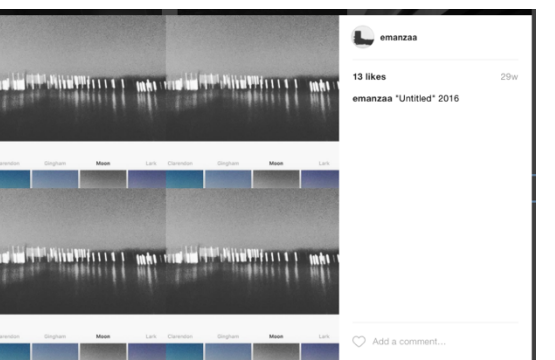 emanzaa
13 likes 29w
emanzaa "Untitled" 2016
Clarendon Gingham Moon Lark Clarendon Gingham Moon Lark
Clarendon Gingham Moon Lark Clarendon Gingham Moon Lark
Add a comment...